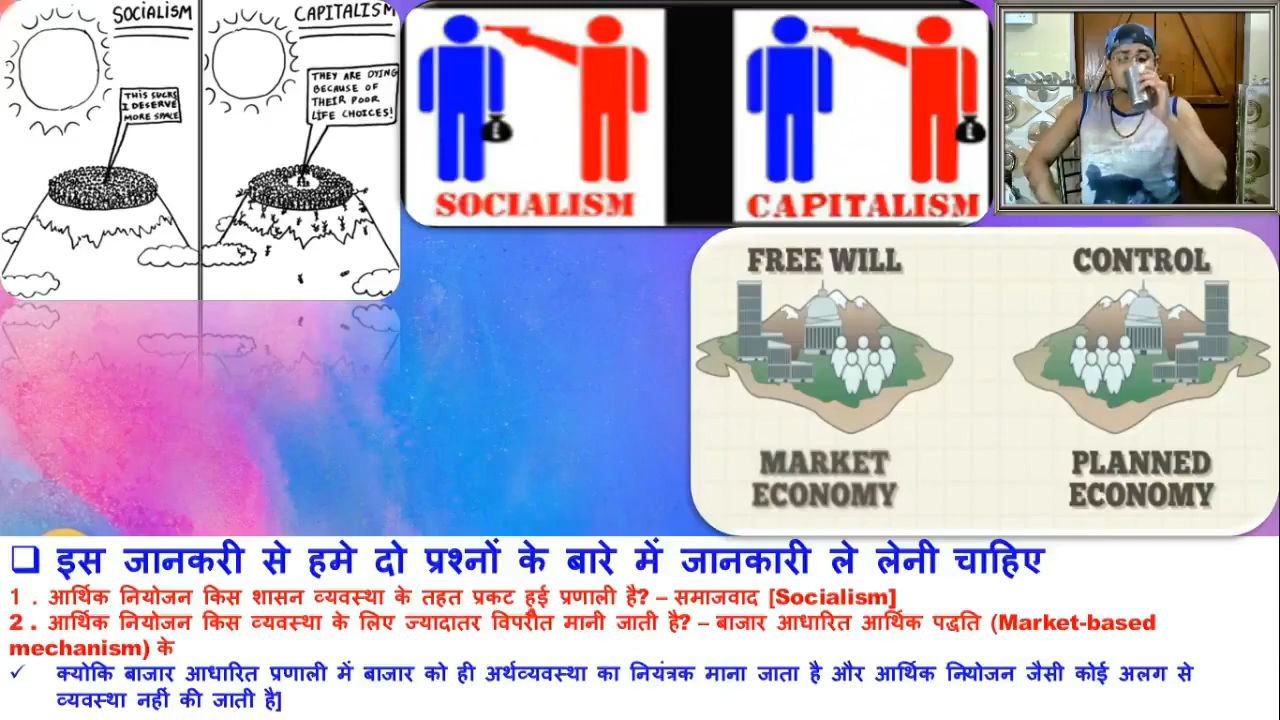 SOCIALISM
THIS SUCKS
I DESERVE
MORE SPACE
CAPITALISM
THEY ARE DYING
BECAUSE OF
THEIR POOR
LIFE CHOICES!
SOCIALISM
CAPITALISM
FREE WILL
MARKET
ECONOMY
CONTROL
PLANNED
ECONOMY
❑ इस जानकरी से हमे दो प्रश्नों के बारे में जानकारी ले लेनी चाहिए
1 . आर्थिक नियोजन किस शासन व्यवस्था के तहत प्रकट हुई प्रणाली है? – समाजवाद [Socialism]
2 . आर्थिक नियोजन किस व्यवस्था के लिए ज्यादातर विपरीत मानी जाती है? – बाजार आधारित आर्थिक पद्धति (Market-based
mechanism) के
✓ क्योकि बाजार आधारित प्रणाली में बाजार को ही अर्थव्यवस्था का नियंत्रक माना जाता है और आर्थिक नियोजन जैसी कोई अलग से
व्यवस्था नहीं की जाती है]